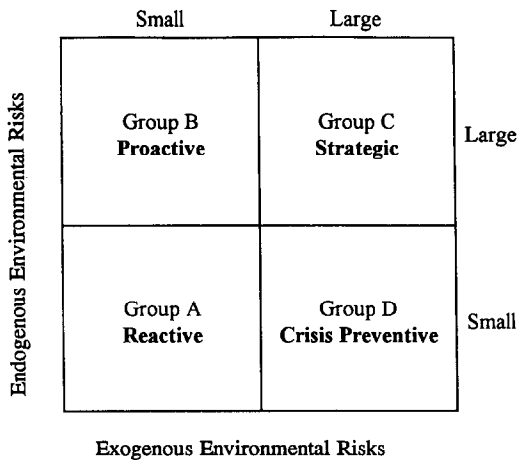 Small Large
Endogenous Environmental Risks
Group B
Proactive
Group C
Strategic
Large
Group A
Reactive
Group D
Crisis Preventive
Small
Exogenous Environmental Risks